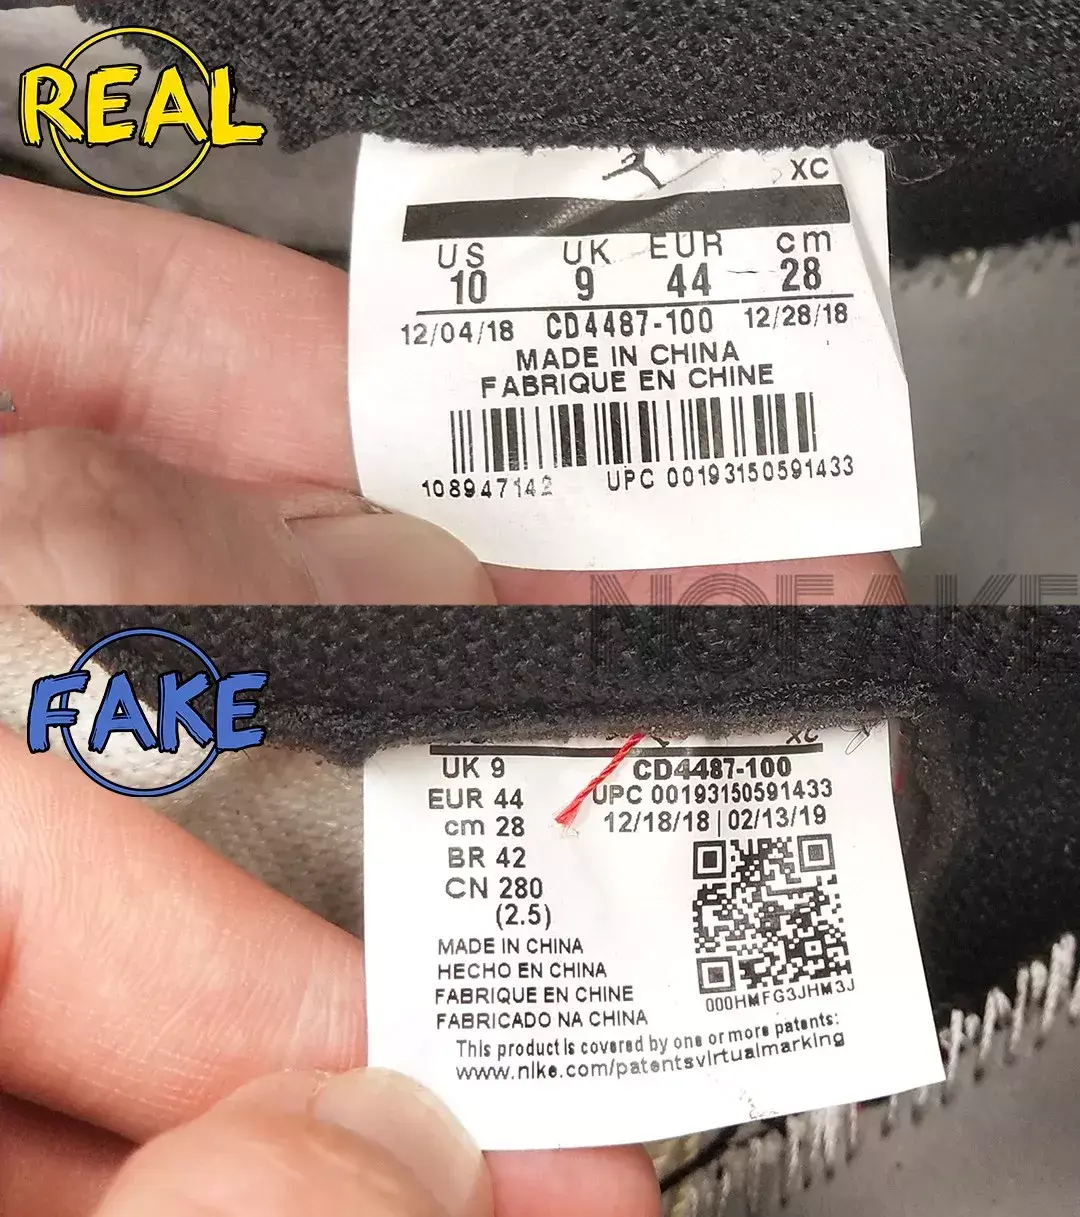 REAL
XC
US UK EUR cm
10 9 44 28
12/04/18 CD4487-100 12/28/18
MADE IN CHINA
FABRIQUE EN CHINE
108947142 UPC 00193150591433
NOFAKE
FAKE
XC
UK 9 CD4487-100
EUR 44 UPC 00193150591433
cm 28 12/18/18 | 02/13/19
BR 42
CN 280
(2.5)
MADE IN CHINA
HECHO EN CHINA
FABRIQUE EN CHINE
FABRICADO NA CHINA
000HMFG3JHM3J
This product is covered by one or more patents:
www.nike.com/patentsvirtualmarking